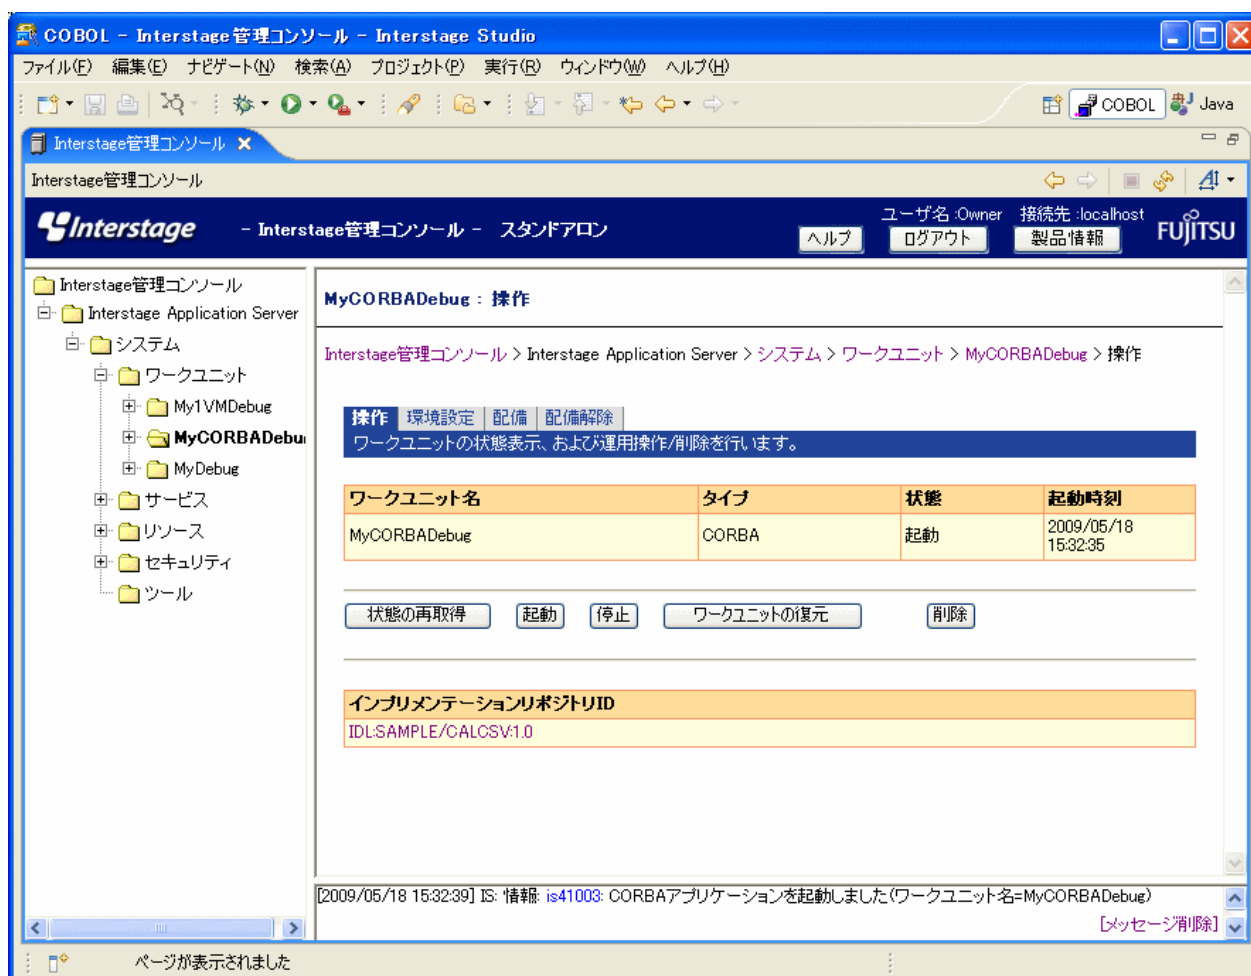 COBOL - Interstage管理コンソール - Interstage Studio
ファイル(F) 編集(E) ナビゲート(N) 検索(A) プロジェクト(P) 実行(R) ウィンドウ(W) ヘルプ(H)
COBOL Java
Interstage管理コンソール
Interstage管理コンソール
Interstage - Interstage管理コンソール - スタンドアロン
ユーザ名 :Owner 接続先 :localhost
ヘルプ ログアウト 製品情報 FUJITSU
Interstage管理コンソール
Interstage Application Server
システム
ワークユニット
My1VMDebug
MyCORBADebu
MyDebug
サービス
リソース
セキュリティ
ツール
MyCORBADebug : 操作
Interstage管理コンソール > Interstage Application Server > システム > ワークユニット > MyCORBADebug > 操作
操作 環境設定 配備 配備解除
ワークユニットの状態表示、および運用操作/削除を行います。
ワークユニット名 タイプ 状態 起動時刻
MyCORBADebug CORBA 起動 2009/05/18 15:32:35
状態の再取得 起動 停止 ワークユニットの復元 削除
インプリメンテーションリポジトリID
IDL:SAMPLE/CALCSV:1.0
[2009/05/18 15:32:39] IS: 情報: is41003: CORBAアプリケーションを起動しました(ワークユニット名=MyCORBADebug)
[メッセージ削除]
ページが表示されました